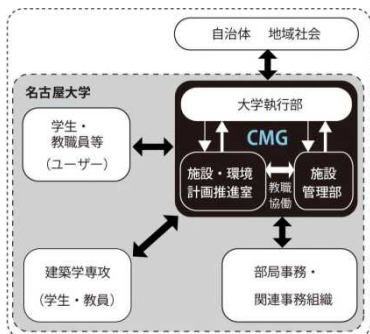 自治体 地域社会
名古屋大学
大学執行部
学生・
教職員等
(ユーザー)
CMG
施設・環境
計画推進室
教職
協働
施設
管理部
建築学専攻
(学生・教員)
部局事務・
関連事務組織